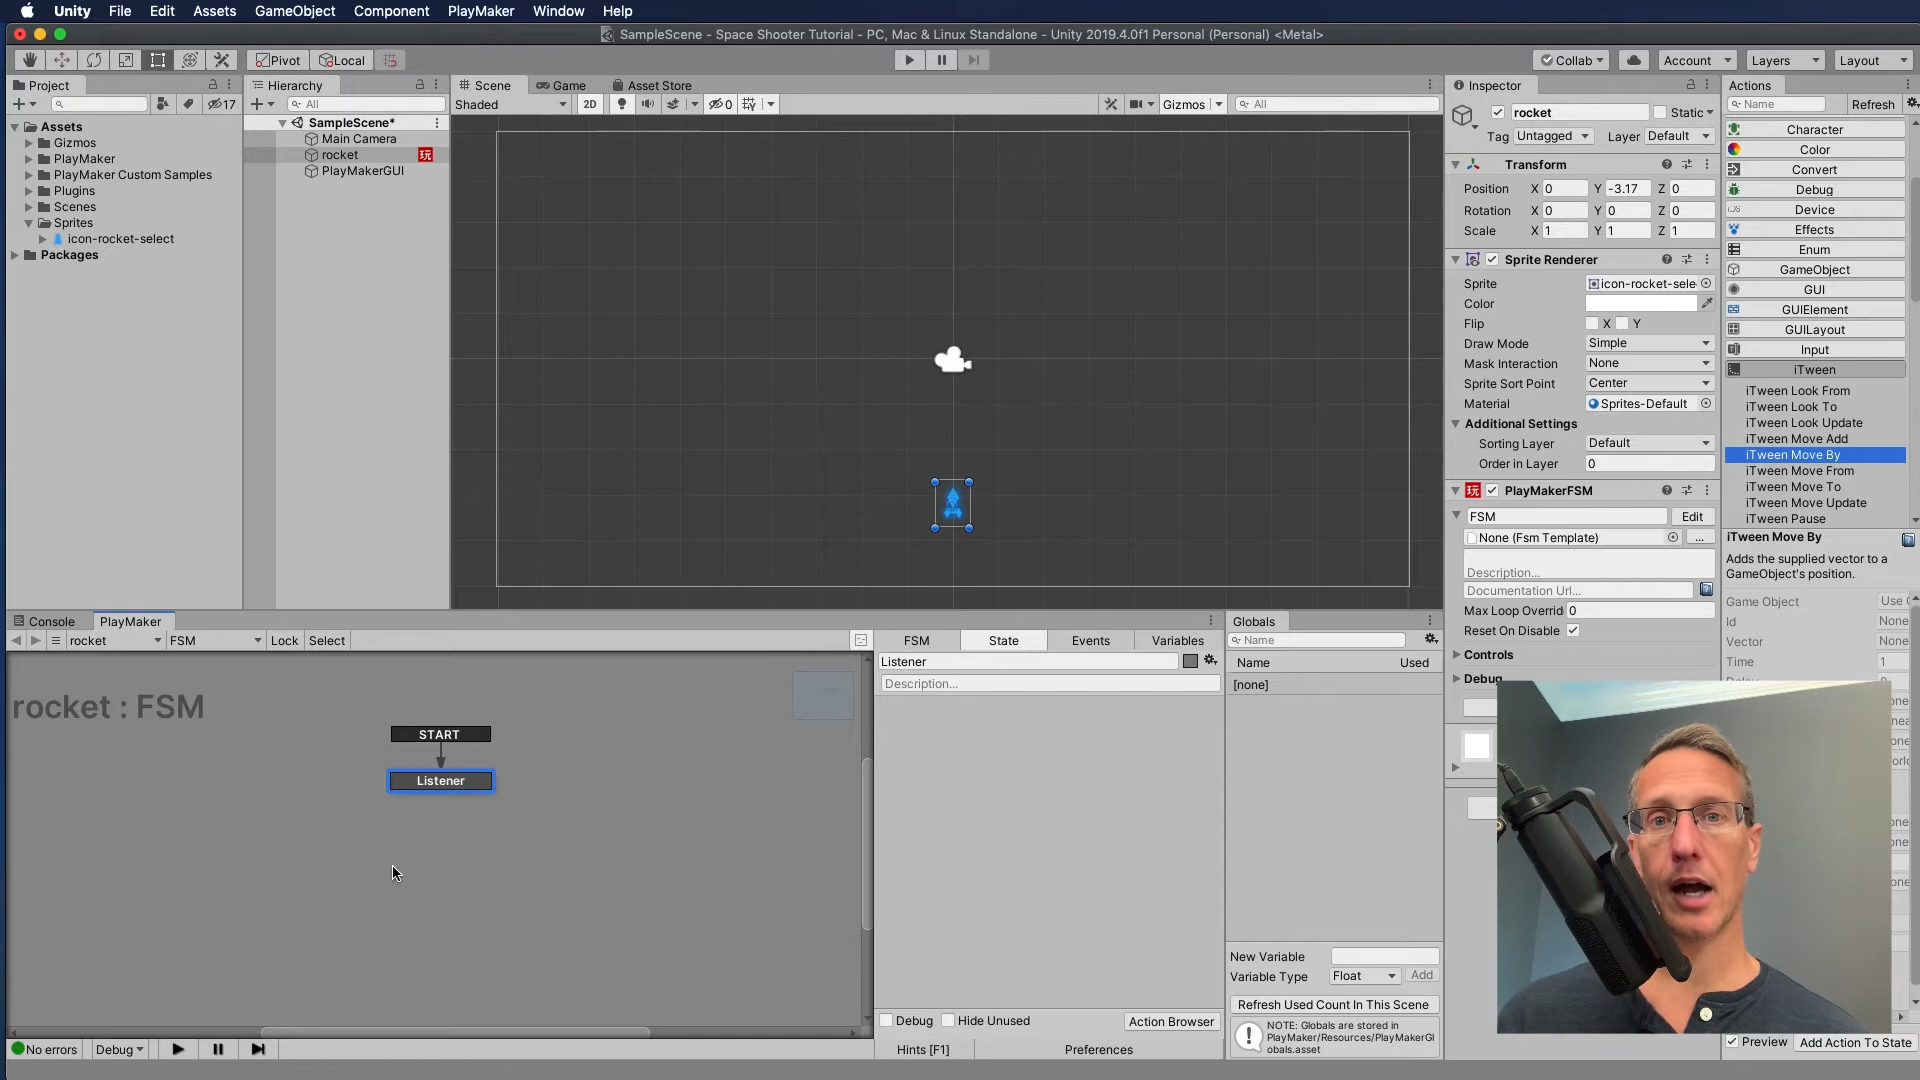 Unity File Edit Assets GameObject Component PlayMaker Window Help
SampleScene - Space Shooter Tutorial - PC, Mac & Linux Standalone - Unity 2019.4.0f1 Personal (Personal) <Metal>
Pivot Local Collab Account Layers Layout
Project
17
Assets
Gizmos
PlayMaker
PlayMaker Custom Samples
Plugins
Scenes
Sprites
icon-rocket-select
Packages
Hierarchy
All
SampleScene*
Main Camera
rocket 玩
PlayMakerGUI
Scene Game Asset Store
Shaded 2D 0 Gizmos All
Inspector
rocket Static
Tag Untagged Layer Default
Transform
Position X 0 Y -3.17 Z 0
Rotation X 0 Y 0 Z 0
Scale X 1 Y 1 Z 1
Sprite Renderer
Sprite icon-rocket-sele
Color
Flip X Y
Draw Mode Simple
Mask Interaction None
Sprite Sort Point Center
Material Sprites-Default
Additional Settings
Sorting Layer Default
Order in Layer 0
玩 PlayMakerFSM
FSM Edit
None (Fsm Template) ...
Description...
Documentation Url...
Max Loop Overrid 0
Reset On Disable
Controls
Debug
Actions
Name Refresh
Character
Color
Convert
Debug
Device
Effects
Enum
GameObject
GUI
GUIElement
GUILayout
Input
iTween
iTween Look From
iTween Look To
iTween Look Update
iTween Move Add
iTween Move By
iTween Move From
iTween Move To
iTween Move Update
iTween Pause
iTween Move By
Adds the supplied vector to a
GameObject's position.
Game Object Use
Id None
Vector None
Time 1
Preview Add Action To State
Console PlayMaker
rocket FSM Lock Select
rocket : FSM
START
Listener
No errors Debug
FSM State Events Variables
Listener
Description...
Debug Hide Unused Action Browser
Hints [F1] Preferences
Globals
Name
Name Used
[none]
New Variable
Variable Type Float Add
Refresh Used Count In This Scene
NOTE: Globals are stored in
PlayMaker/Resources/PlayMakerGl
obals.asset